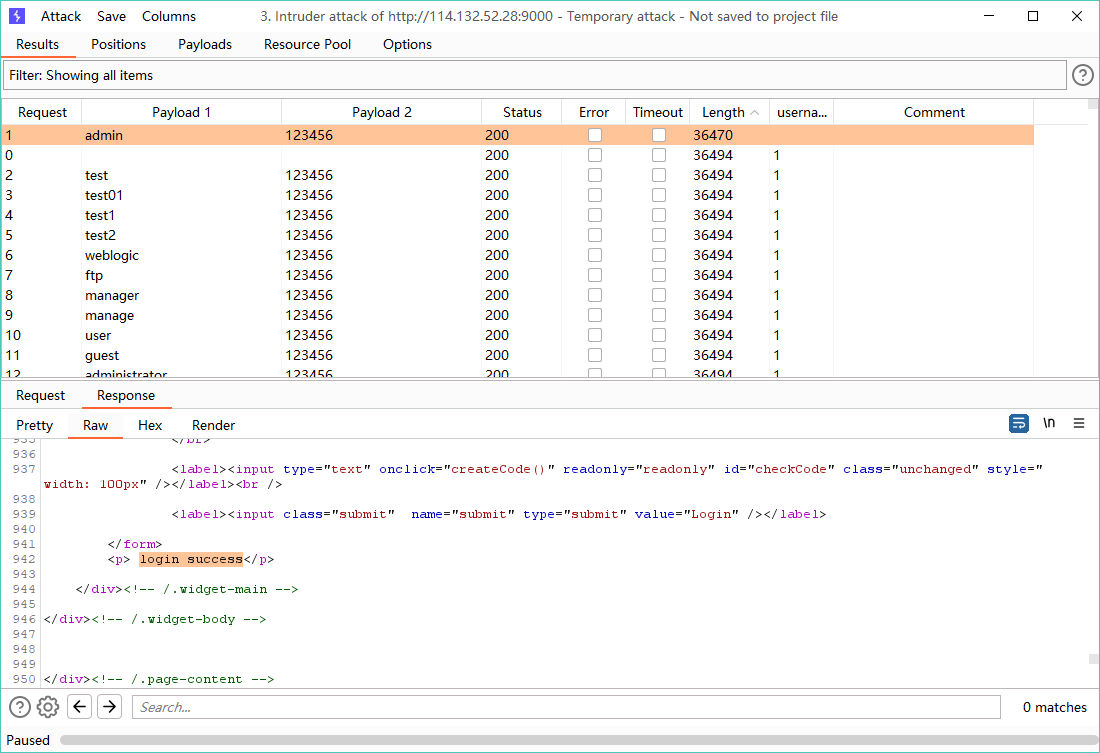 Attack Save Columns 3. Intruder attack of http://114.132.52.28:9000 - Temporary attack - Not saved to project file
Results Positions Payloads Resource Pool Options
Filter: Showing all items ?
Request Payload 1 Payload 2 Status Error Timeout Length userna... Comment
1 admin 123456 200 36470
0 200 36494 1
2 test 123456 200 36494 1
3 test01 123456 200 36494 1
4 test1 123456 200 36494 1
5 test2 123456 200 36494 1
6 weblogic 123456 200 36494 1
7 ftp 123456 200 36494 1
8 manager 123456 200 36494 1
9 manage 123456 200 36494 1
10 user 123456 200 36494 1
11 guest 123456 200 36494 1
12 administrator 123456 200 36494 1
Request Response
Pretty Raw Hex Render \n
935 </br>
936
937 <label><input type="text" onclick="createCode()" readonly="readonly" id="checkCode" class="unchanged" style="
width: 100px" /></label><br />
938
939 <label><input class="submit" name="submit" type="submit" value="Login" /></label>
940
941 </form>
942 <p> login success</p>
943
944 </div><!-- /.widget-main -->
945
946 </div><!-- /.widget-body -->
947
948
949
950 </div><!-- /.page-content -->
? Search... 0 matches
Paused